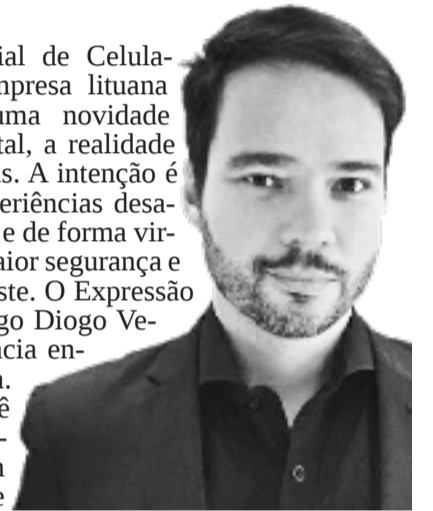 ial de Celula-
mpresa lituana
uma novidade
tal, a realidade
s. A intenção é
eriências desa-
e de forma vir-
aior segurança e
ste. O Expressão
go Diogo Ve-
cia en-
a.
ê
-
n
e